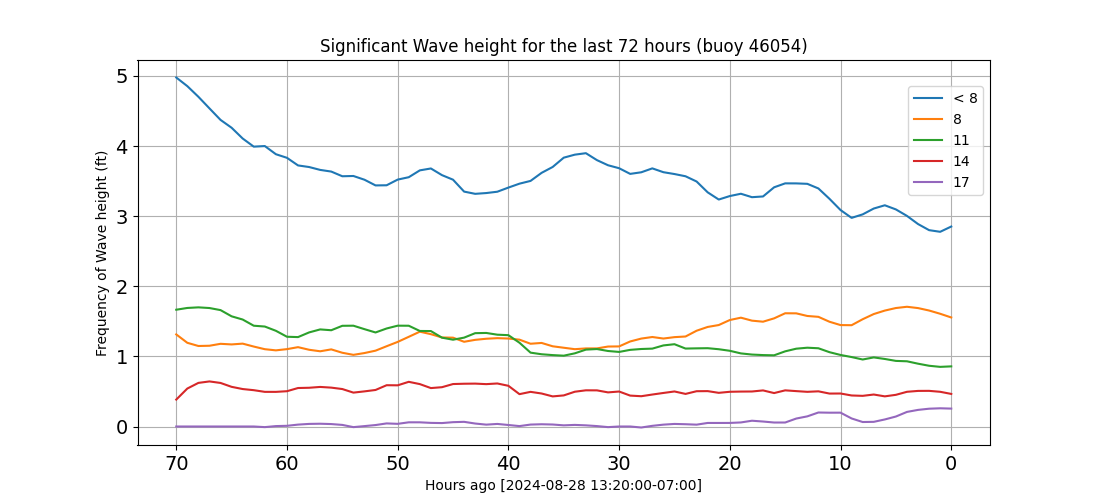 Significant Wave height for the last 72 hours (buoy 46054)
Frequency of Wave height (ft)
5
4
3
2
1
0
< 8
8
11
14
17
70 60 50 40 30 20 10 0
Hours ago [2024-08-28 13:20:00-07:00]